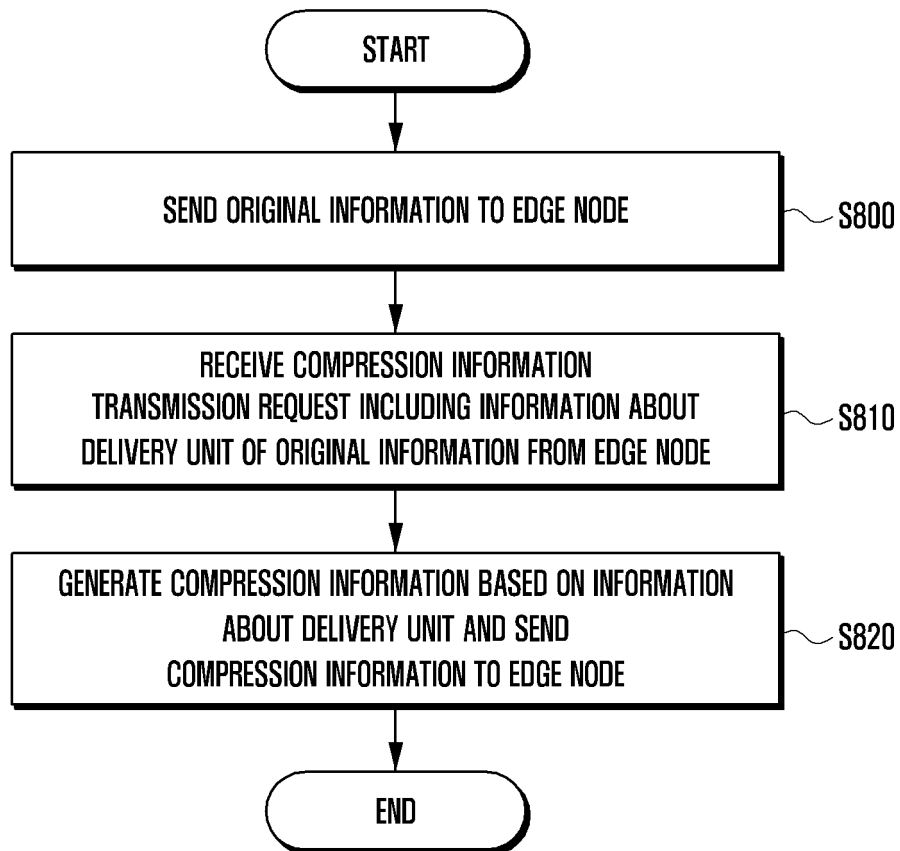 START
SEND ORIGINAL INFORMATION TO EDGE NODE
S800
RECEIVE COMPRESSION INFORMATION
TRANSMISSION REQUEST INCLUDING INFORMATION ABOUT
DELIVERY UNIT OF ORIGINAL INFORMATION FROM EDGE NODE
S810
GENERATE COMPRESSION INFORMATION BASED ON INFORMATION
ABOUT DELIVERY UNIT AND SEND
COMPRESSION INFORMATION TO EDGE NODE
S820
END